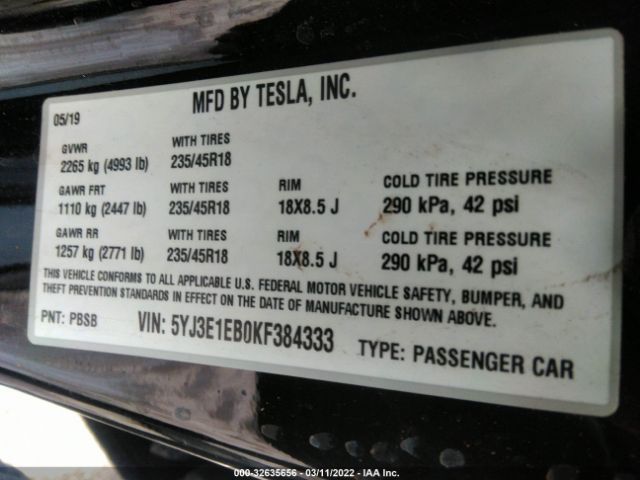 MFD BY TESLA, INC.
05/19
GVWR WITH TIRES
2265 kg (4993 lb) 235/45R18
GAWR FRT WITH TIRES RIM COLD TIRE PRESSURE
1110 kg (2447 lb) 235/45R18 18X8.5 J 290 kPa, 42 psi
GAWR RR WITH TIRES RIM COLD TIRE PRESSURE
1257 kg (2771 lb) 235/45R18 18X8.5 J 290 kPa, 42 psi
THIS VEHICLE CONFORMS TO ALL APPLICABLE U.S. FEDERAL MOTOR VEHICLE SAFETY, BUMPER, AND
THEFT PREVENTION STANDARDS IN EFFECT ON THE DATE OF MANUFACTURE SHOWN ABOVE.
PNT: PBSB VIN: 5YJ3E1EB0KF384333 TYPE: PASSENGER CAR
000-32635656 - 03/11/2022 - IAA Inc.